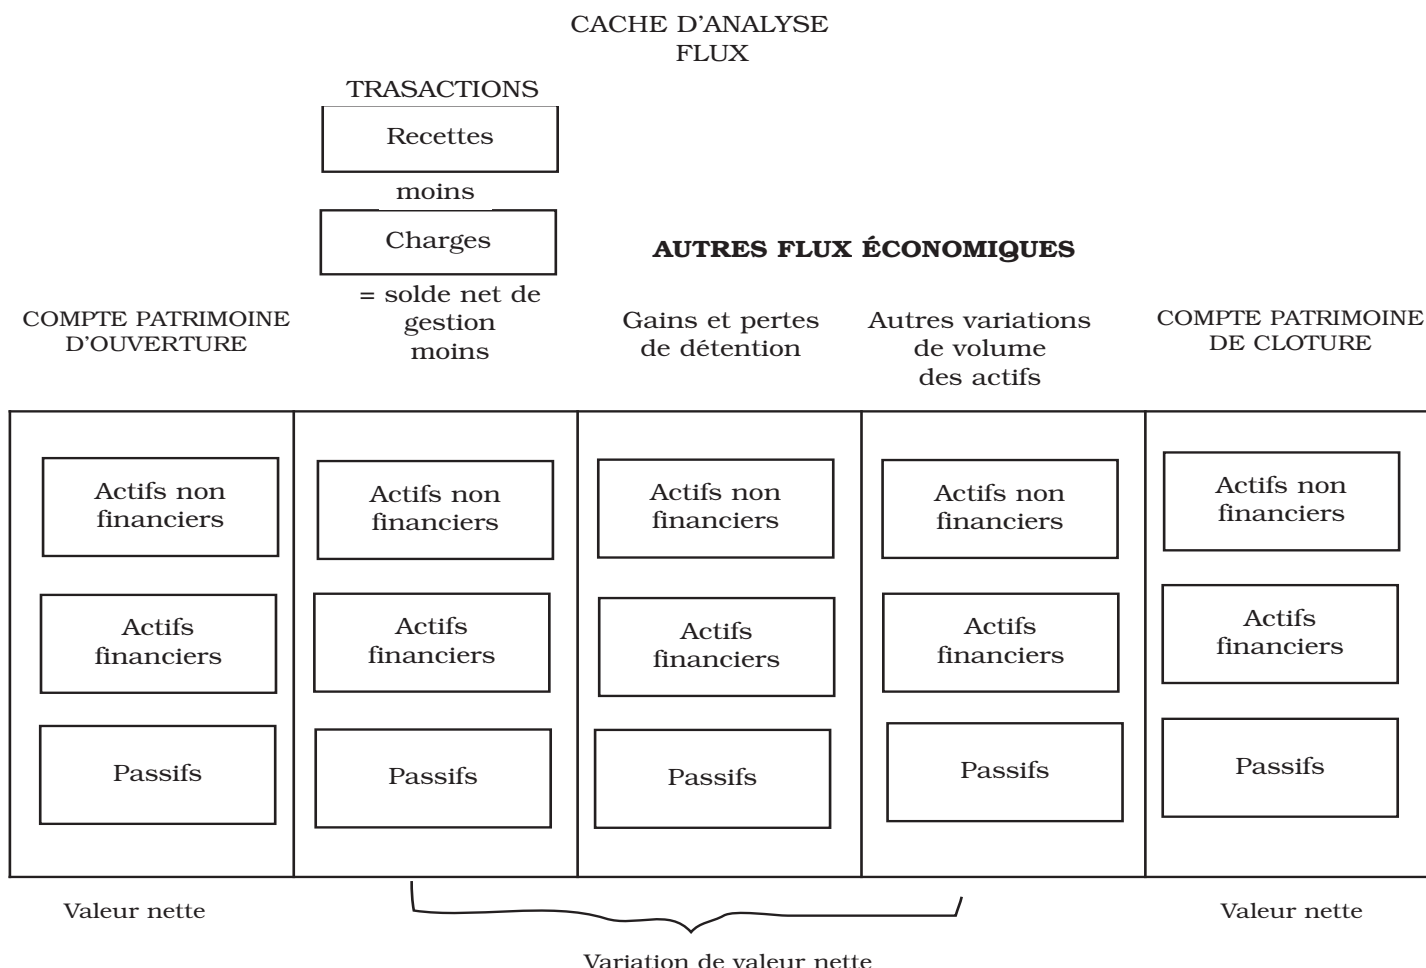 CACHE D'ANALYSE
FLUX
TRASACTIONS
Recettes
moins
Charges
= solde net de
gestion
moins
AUTRES FLUX ÉCONOMIQUES
COMPTE PATRIMOINE
D'OUVERTURE
Gains et pertes
de détention
Autres variations
de volume
des actifs
COMPTE PATRIMOINE
DE CLOTURE
Actifs non
financiers
Actifs non
financiers
Actifs non
financiers
Actifs non
financiers
Actifs non
financiers
Actifs
financiers
Actifs
financiers
Actifs
financiers
Actifs
financiers
Actifs
financiers
Passifs
Passifs
Passifs
Passifs
Passifs
Valeur nette
Valeur nette
Variation de valeur nette